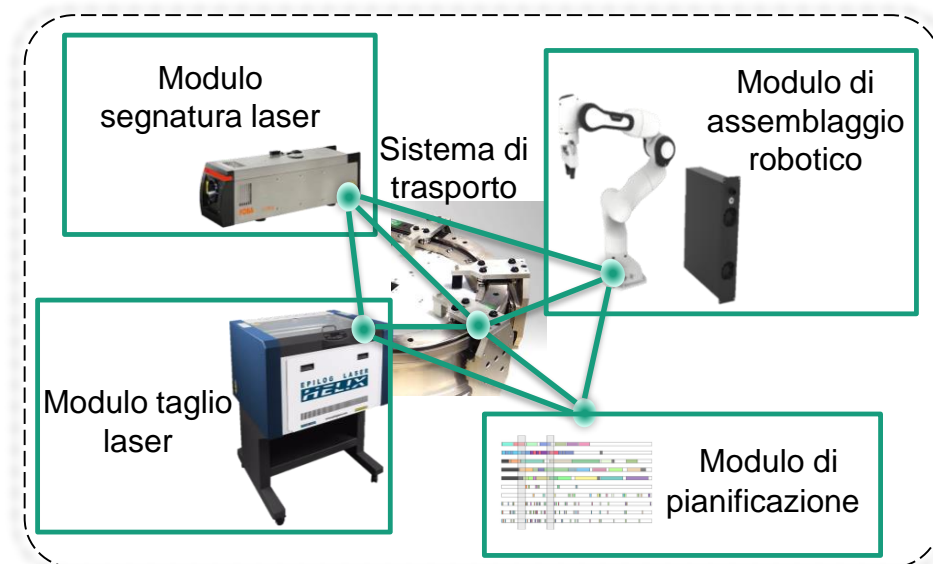 Modulo
segnatura laser
Sistema di
trasporto
Modulo di
assemblaggio
robotico
Modulo taglio
laser
EPILOG LASER
HELIX
Modulo di
pianificazione